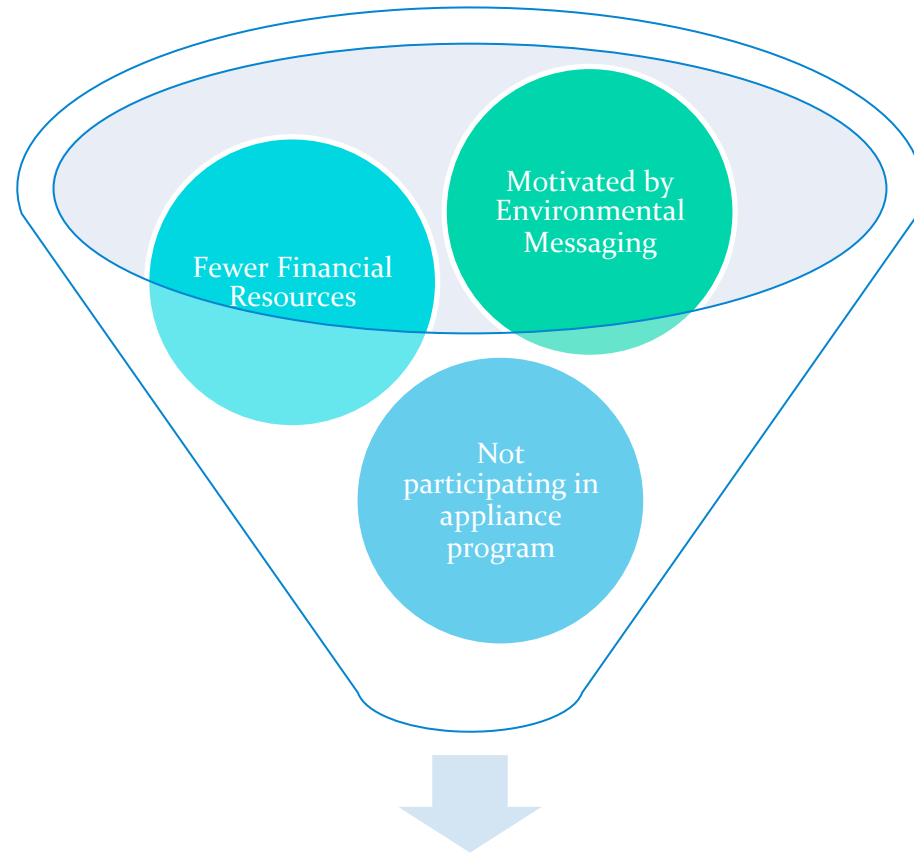 Motivated by
Environmental
Messaging
Fewer Financial
Resources
Not
participating in
appliance
program